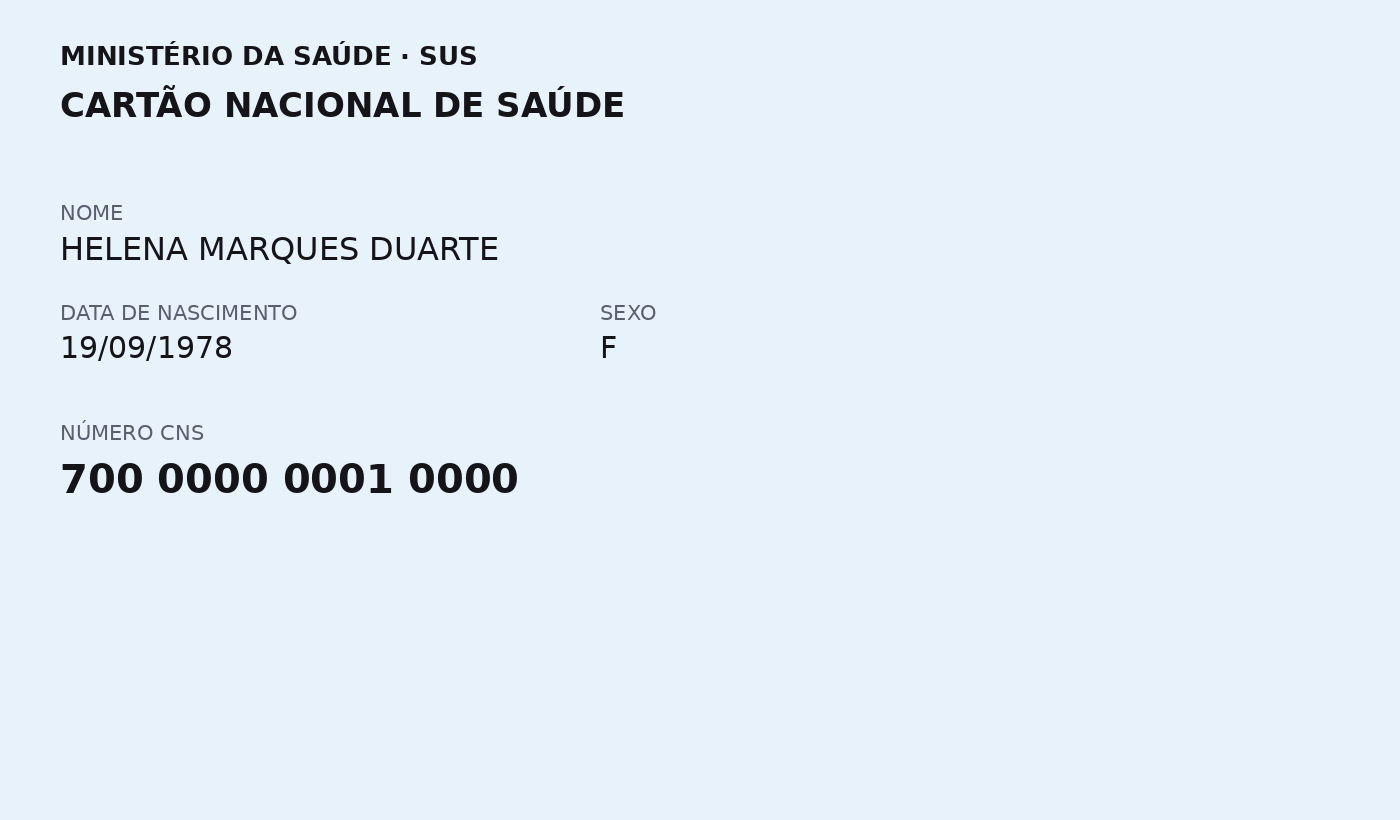 MINISTÉRIO DA SAÚDE · SUS
CARTÃO NACIONAL DE SAÚDE
NOME
HELENA MARQUES DUARTE
DATA DE NASCIMENTO SEXO
19/09/1978 F
NÚMERO CNS
700 0000 0001 0000